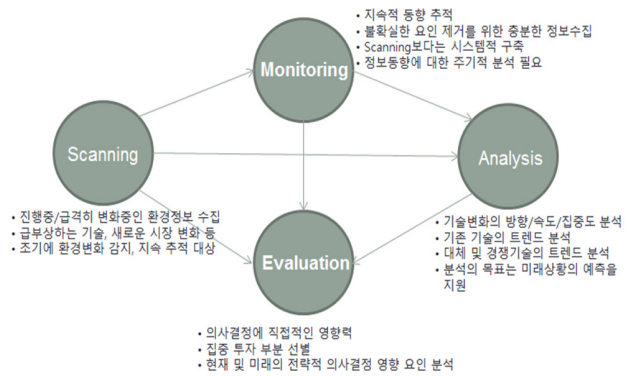 • 지속적 동향 추적
• 불확실한 요인 제거를 위한 충분한 정보수집
• Scanning보다는 시스템적 구축
• 정보동향에 대한 주기적 분석 필요
Monitoring
Scanning
Analysis
• 진행중/급격히 변화중인 환경정보 수집
• 급부상하는 기술, 새로운 시장 변화 등
• 조기에 환경변화 감지, 지속 추적 대상
• 기술변화의 방향/속도/집중도 분석
• 기존 기술의 트렌드 분석
• 대체 및 경쟁기술의 트렌드 분석
• 분석의 목표는 미래상황의 예측을
지원
Evaluation
• 의사결정에 직접적인 영향력
• 집중 투자 부분 선별
• 현재 및 미래의 전략적 의사결정 영향 요인 분석